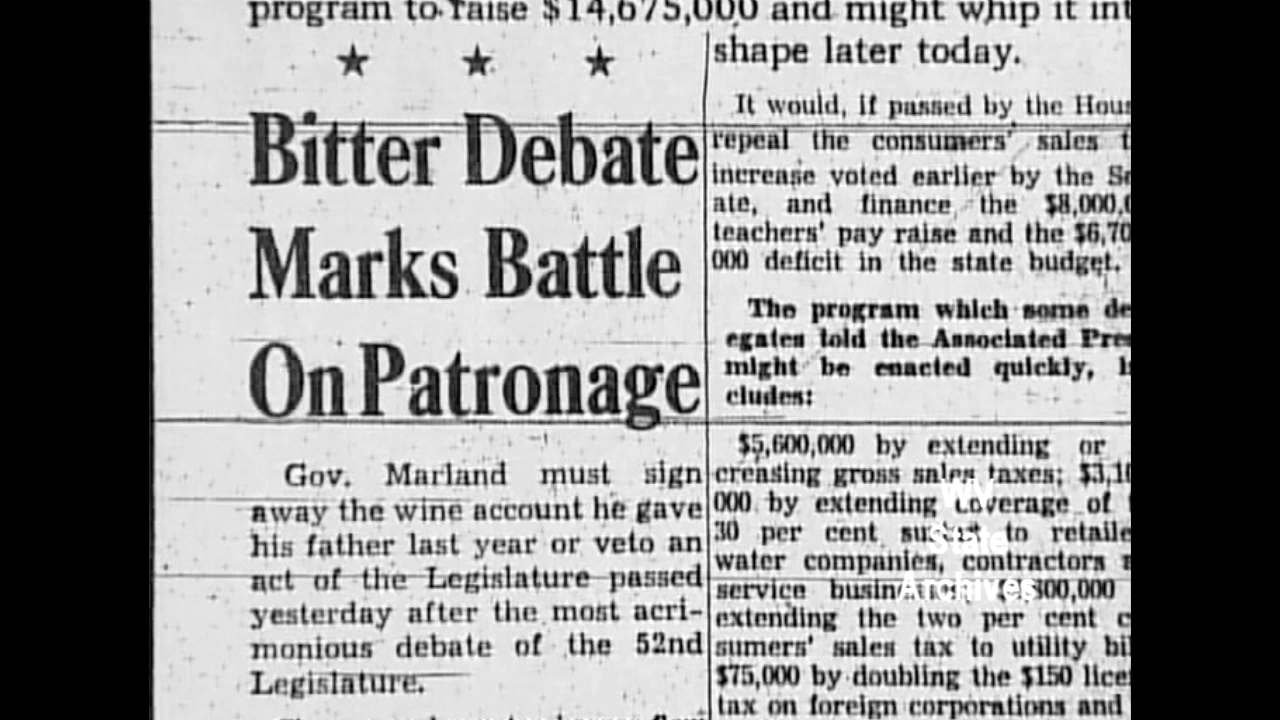 program to raise $14,675,000 and might whip it
★ ★ ★
Bitter Debate
Marks Battle
On Patronage
Gov. Marland must sign
away the wine account he gave
his father last year or veto an
act of the Legislature passed
yesterday after the most acri-
monious debate of the 52nd
Legislature.
shape later today.
It would, if passed by the
repeal the consumers' sales
increase voted earlier by the
ate, and finance the
teachers' pay raise and the
000 deficit in the state budget.
The program which some
egates told the Associated
might be enacted quickly,
cludes:
$5,600,000 by extending or
creasing gross sales taxes;
000 by extending coverage of
30 per cent to
water companies, contractors
service
extending the two per cent
sumers' sales tax to utility
$75,000 by doubling the $150
tax on foreign corporations and
WV
State
Archives